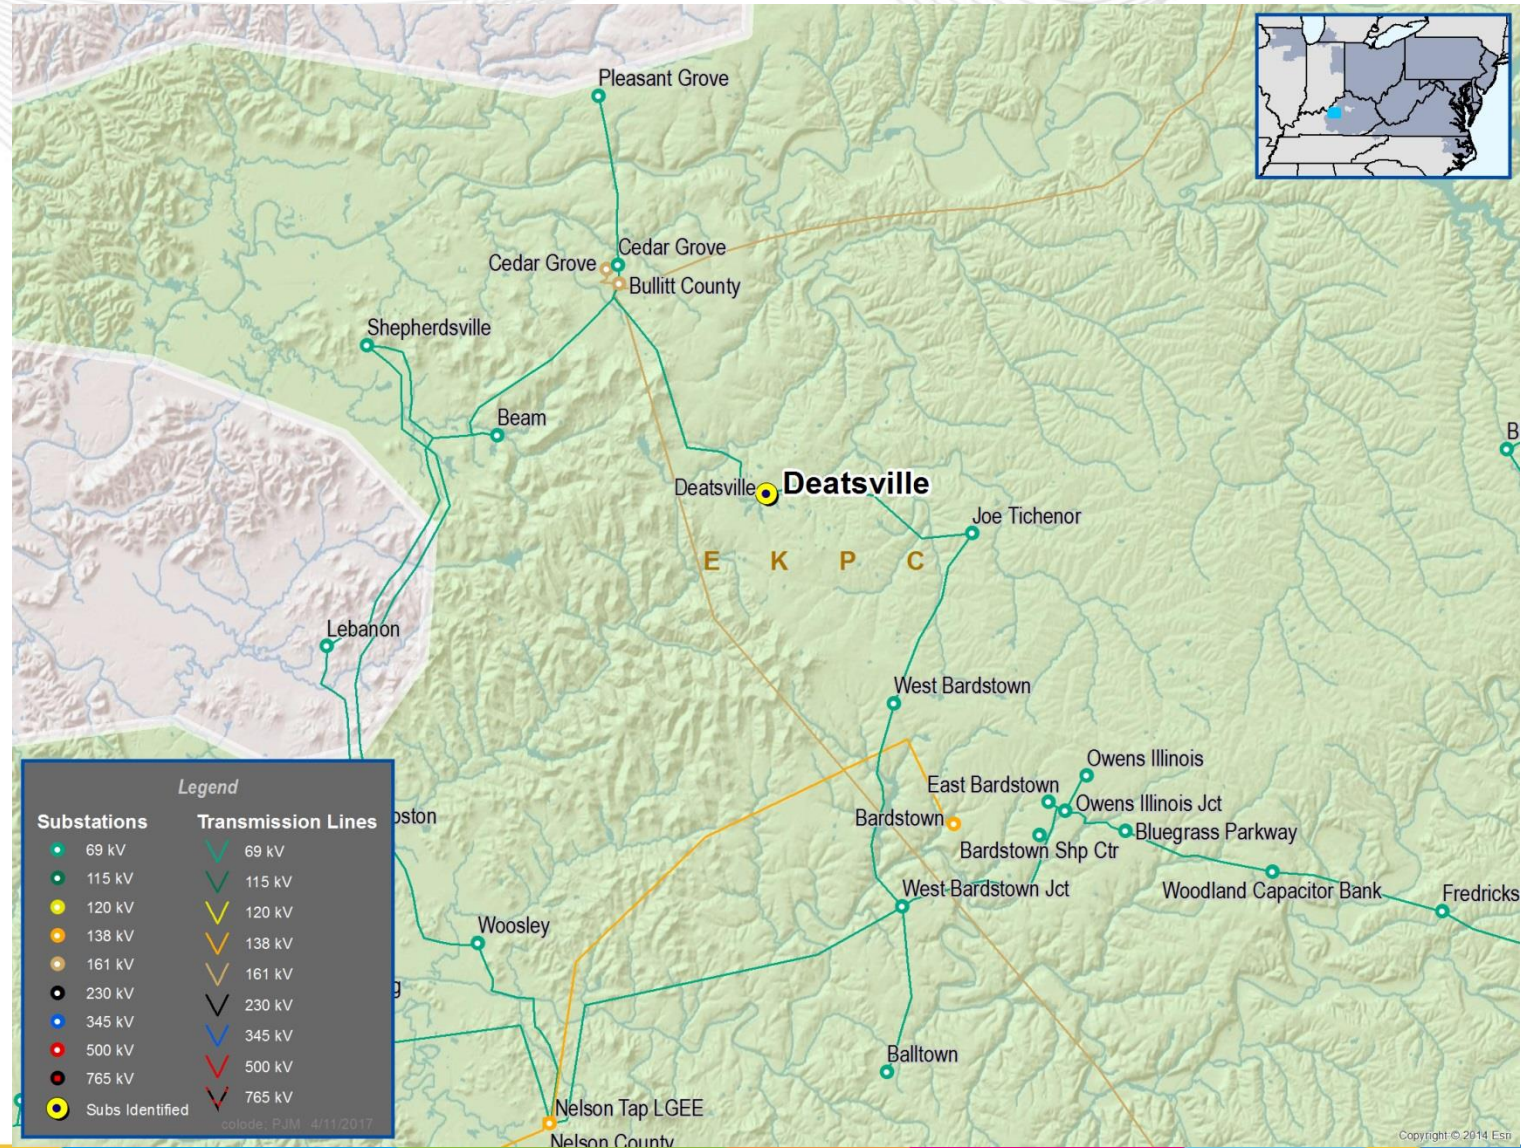 Pleasant Grove
Cedar Grove
Cedar Grove
Bullitt County
Shepherdsville
Beam
B
Deatsville
Deatsville
Joe Tichenor
E K P C
Lebanon
West Bardstown
Owens Illinois
East Bardstown
Owens Illinois Jct
Bardstown
Bluegrass Parkway
Bardstown Shp Ctr
West Bardstown Jct
Woodland Capacitor Bank
Fredricks
oston
Woosley
g
Balltown
Nelson Tap LGEE
Nelson County
Legend
Substations
69 kV
115 kV
120 kV
138 kV
161 kV
230 kV
345 kV
500 kV
765 kV
Subs Identified
Transmission Lines
69 kV
115 kV
120 kV
138 kV
161 kV
230 kV
345 kV
500 kV
765 kV
colode, PJM 4/11/2017
Copyright © 2014 Esri